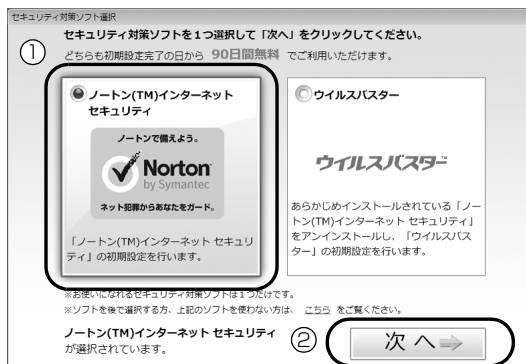 セキュリティ対策ソフト選択
セキュリティ対策ソフトを1つ選択して「次へ」をクリックしてください。
①
どちらも初期設定完了の日から 90日間無料 でご利用いただけます。
ノートン(TM)インターネット
セキュリティ
ノートンで備えよう。
Norton
by Symantec
ネット犯罪からあなたをガード。
「ノートン(TM)インターネット セキュリ
ティ」の初期設定を行います。
ウイルスバスター
ウイルスバスター™
あらかじめインストールされている「ノー
トン(TM)インターネット セキュリティ」
をアンインストールし、「ウイルスバス
ター」の初期設定を行います。
※お使いになれるセキュリティ対策ソフトは1つだけです。
※ソフトを後で選択する方、上記のソフトを使わない方は、 こちら をご覧ください。
ノートン(TM)インターネット セキュリティ
が選択されています。
②
次 へ⇒